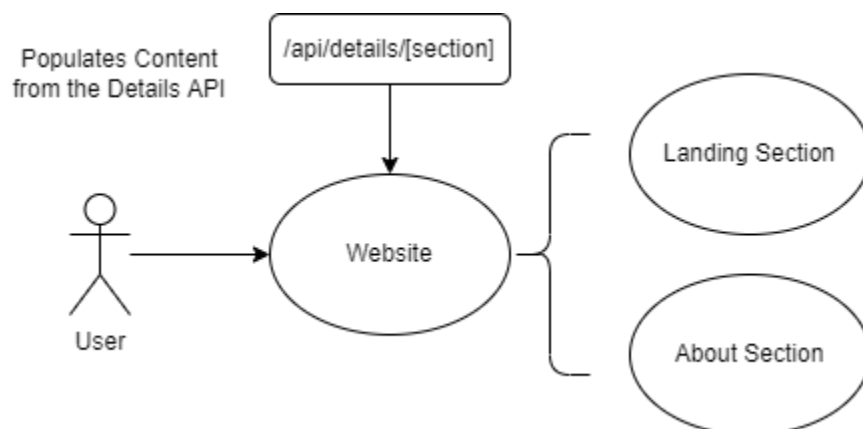 Populates Content
from the Details API
/api/details/[section]
Landing Section
Website
User
About Section